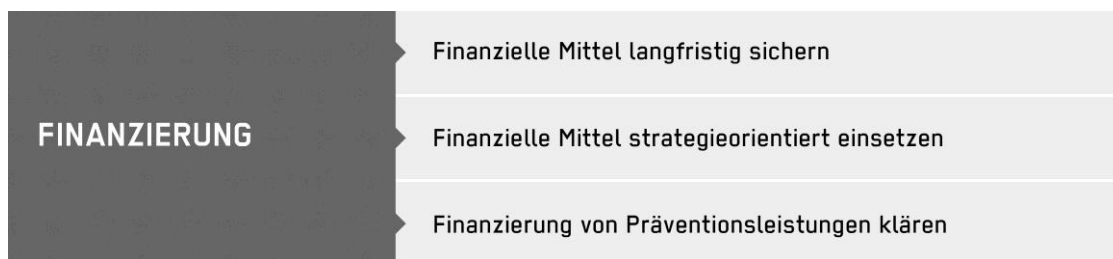 FINANZIERUNG
Finanzielle Mittel langfristig sichern
Finanzielle Mittel strategieorientiert einsetzen
Finanzierung von Präventionsleistungen klären